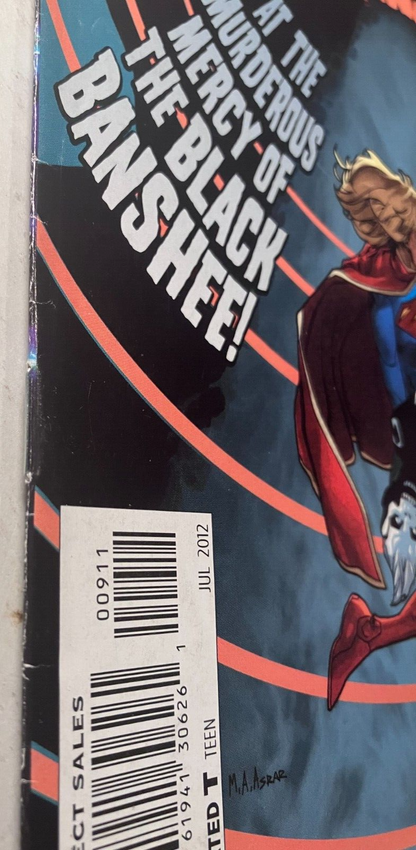 AT THE
MURDEROUS
MERCY OF
THE BLACK
BANSHEE!
00911
JUL 2012
61941 30626 1
ECT SALES
TED T TEEN
M.A.ASRAR